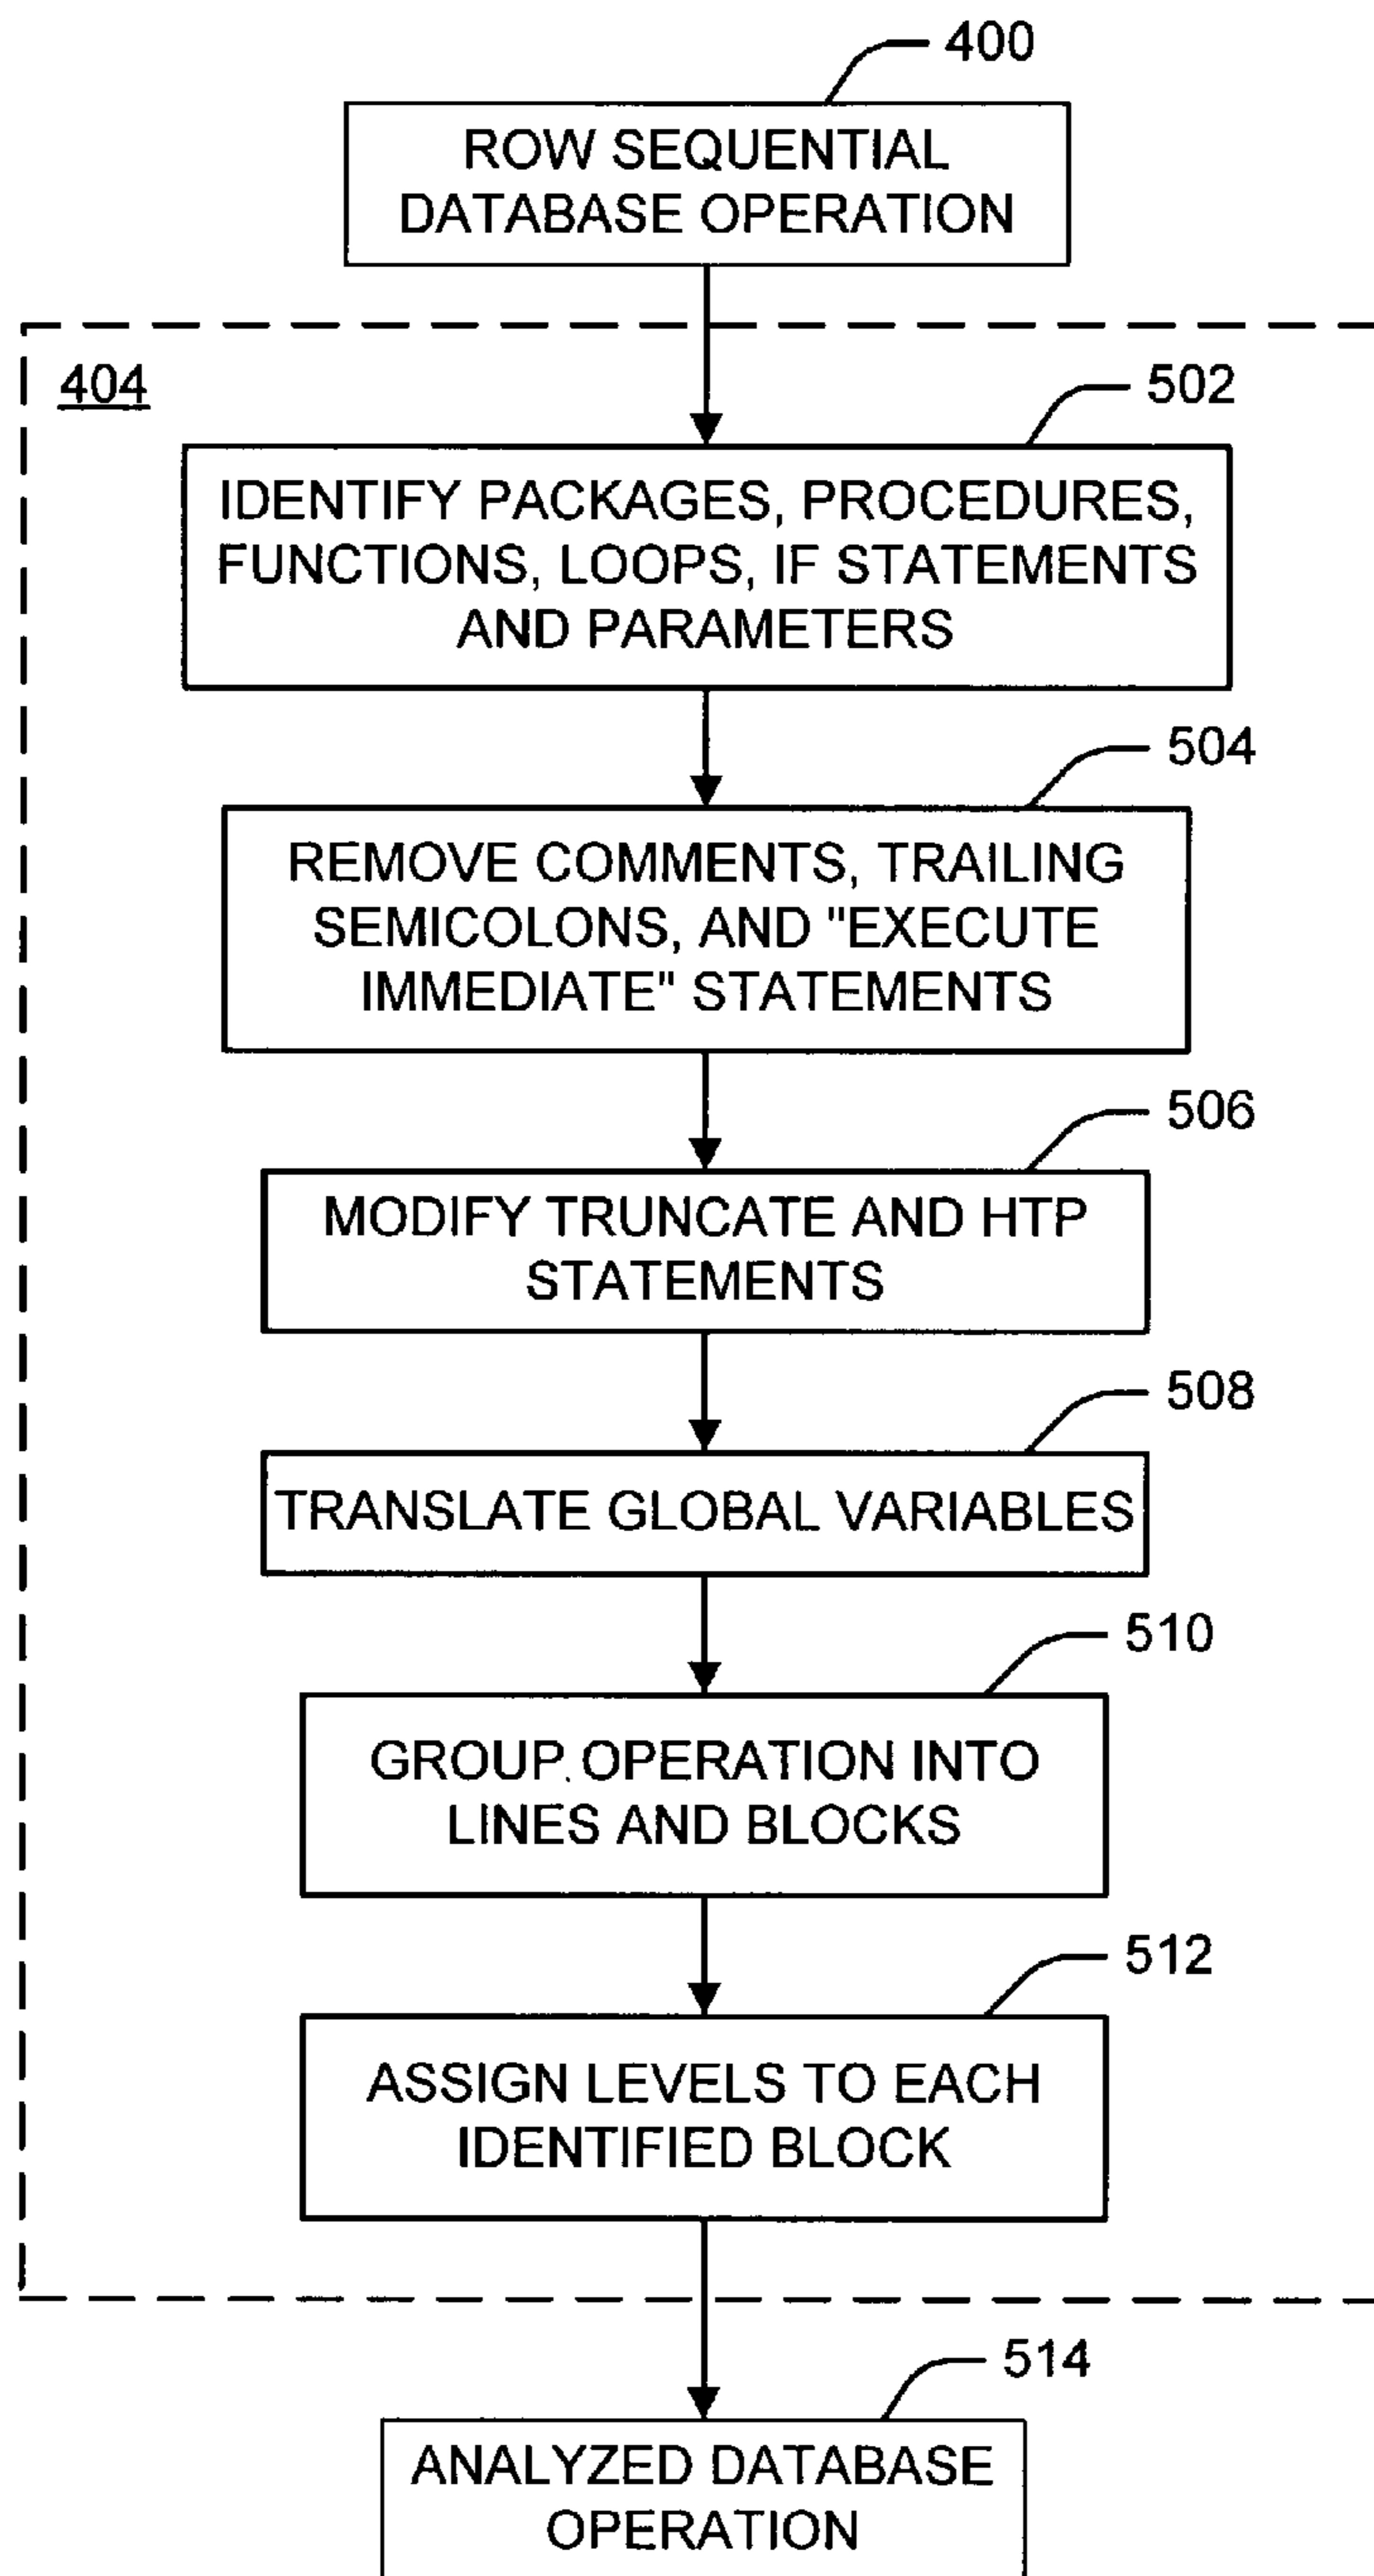 400
ROW SEQUENTIAL
DATABASE OPERATION
404
502
IDENTIFY PACKAGES, PROCEDURES,
FUNCTIONS, LOOPS, IF STATEMENTS
AND PARAMETERS
504
REMOVE COMMENTS, TRAILING
SEMICOLONS, AND "EXECUTE
IMMEDIATE" STATEMENTS
506
MODIFY TRUNCATE AND HTP
STATEMENTS
508
TRANSLATE GLOBAL VARIABLES
510
GROUP OPERATION INTO
LINES AND BLOCKS
512
ASSIGN LEVELS TO EACH
IDENTIFIED BLOCK
514
ANALYZED DATABASE
OPERATION